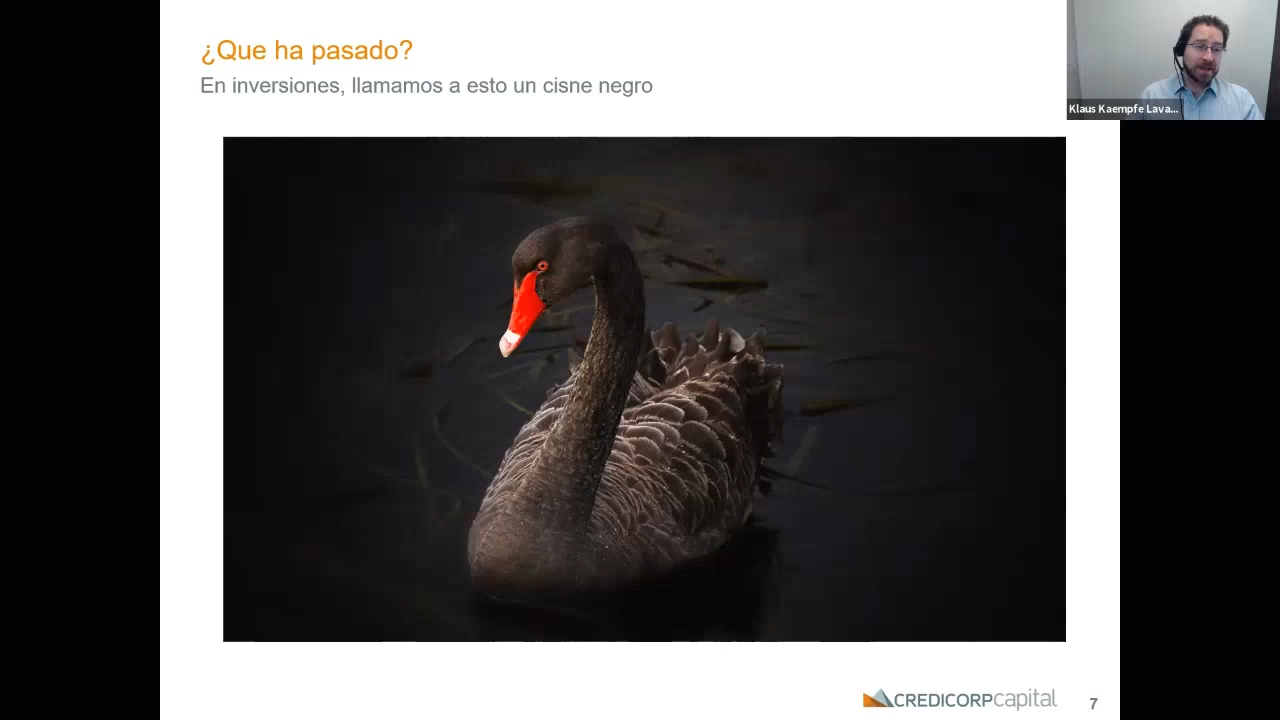 ¿Que ha pasado?
En inversiones, llamamos a esto un cisne negro
Klaus Kaempfe Lava...
CREDICORPcapital
7